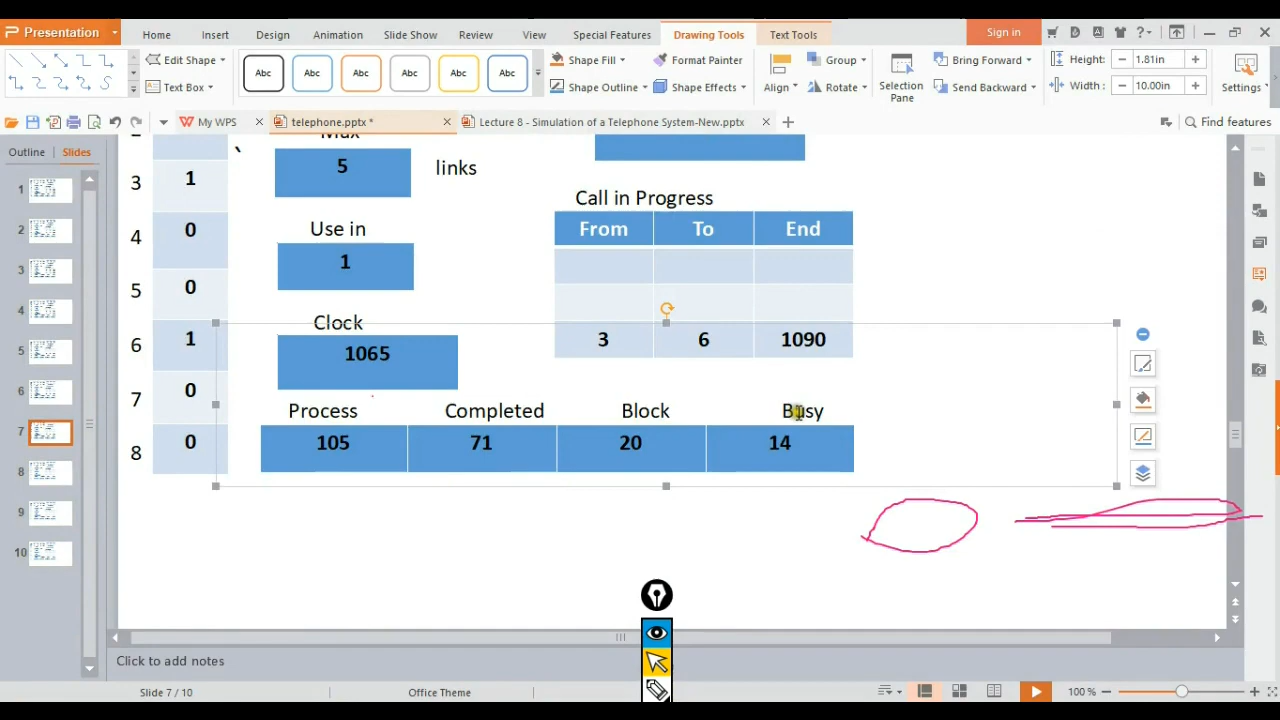 Presentation
Home Insert Design Animation Slide Show Review View Special Features Drawing Tools Text Tools Sign in
Edit Shape Abc Abc Abc Abc Abc Abc Shape Fill Format Painter Group Bring Forward Height: 1.81in
Text Box Shape Outline Shape Effects Align Rotate Selection Pane Send Backward Width : 10.00in Settings
My WPS telephone.pptx * Lecture 8 - Simulation of a Telephone System-New.pptx Find features
Outline Slides
1
2
3
4
5
6
7
8
9
10
Max
3 1 5 links
Call in Progress
4 0 Use in From To End
1
5 0
Clock
6 1 1065 3 6 1090
7 0 Process Completed Block Busy
8 0 105 71 20 14
Click to add notes
Slide 7 / 10 Office Theme 100 %